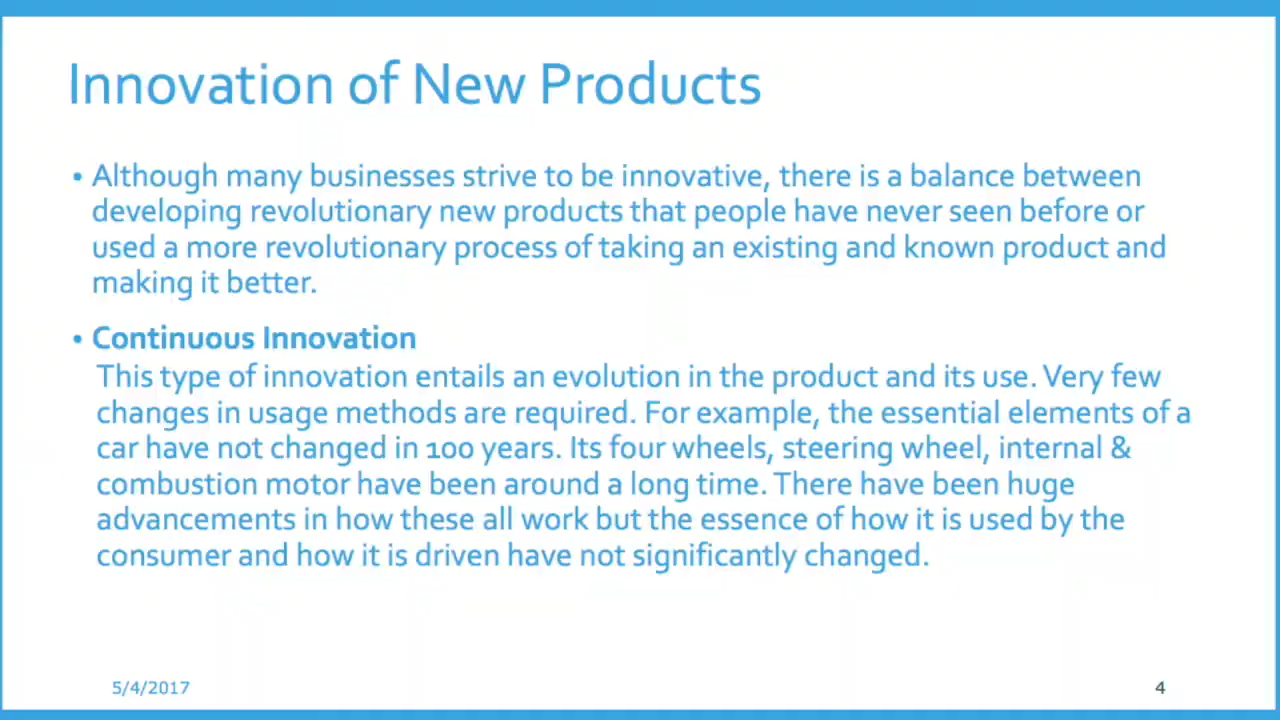 Innovation of New Products
• Although many businesses strive to be innovative, there is a balance between
developing revolutionary new products that people have never seen before or
used a more revolutionary process of taking an existing and known product and
making it better.
• Continuous Innovation
This type of innovation entails an evolution in the product and its use. Very few
changes in usage methods are required. For example, the essential elements of a
car have not changed in 100 years. Its four wheels, steering wheel, internal &
combustion motor have been around a long time. There have been huge
advancements in how these all work but the essence of how it is used by the
consumer and how it is driven have not significantly changed.
5/4/2017
4